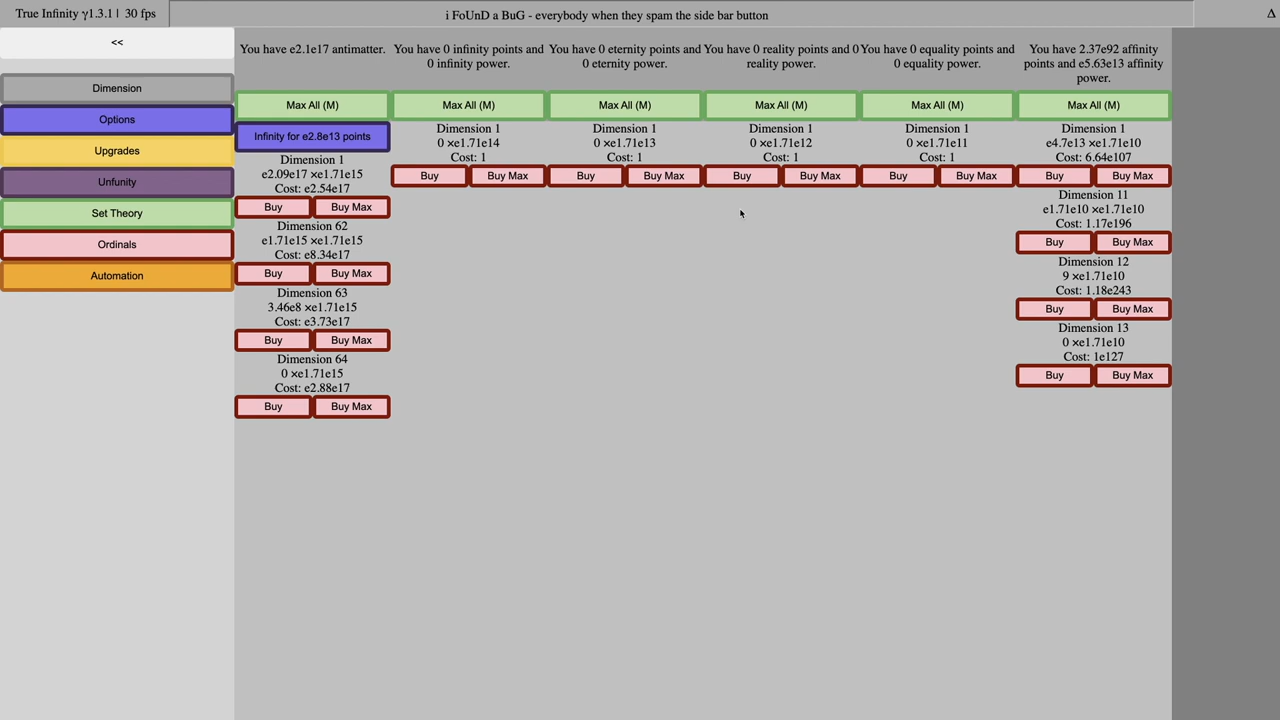 True Infinity γ1.3.1 | 30 fps
i FoUnD a BuG - everybody when they spam the side bar button
Δ
<<
Dimension
Options
Upgrades
Unfunity
Set Theory
Ordinals
Automation
You have e2.1e17 antimatter.
Max All (M)
Infinity for e2.8e13 points
Dimension 1
e2.09e17 ×e1.71e15
Cost: e2.54e17
Buy
Buy Max
Dimension 62
e1.71e15 ×e1.71e15
Cost: e8.34e17
Buy
Buy Max
Dimension 63
3.46e8 ×e1.71e15
Cost: e3.73e17
Buy
Buy Max
Dimension 64
0 ×e1.71e15
Cost: e2.88e17
Buy
Buy Max
You have 0 infinity points and
0 infinity power.
Max All (M)
Dimension 1
0 ×e1.71e14
Cost: 1
Buy
Buy Max
You have 0 eternity points and
0 eternity power.
Max All (M)
Dimension 1
0 ×e1.71e13
Cost: 1
Buy
Buy Max
You have 0 reality points and 0
reality power.
Max All (M)
Dimension 1
0 ×e1.71e12
Cost: 1
Buy
Buy Max
You have 0 equality points and
0 equality power.
Max All (M)
Dimension 1
0 ×e1.71e11
Cost: 1
Buy
Buy Max
You have 2.37e92 affinity
points and e5.63e13 affinity
power.
Max All (M)
Dimension 1
e4.7e13 ×e1.71e10
Cost: 6.64e107
Buy
Buy Max
Dimension 11
e1.71e10 ×e1.71e10
Cost: 1.17e196
Buy
Buy Max
Dimension 12
9 ×e1.71e10
Cost: 1.18e243
Buy
Buy Max
Dimension 13
0 ×e1.71e10
Cost: 1e127
Buy
Buy Max